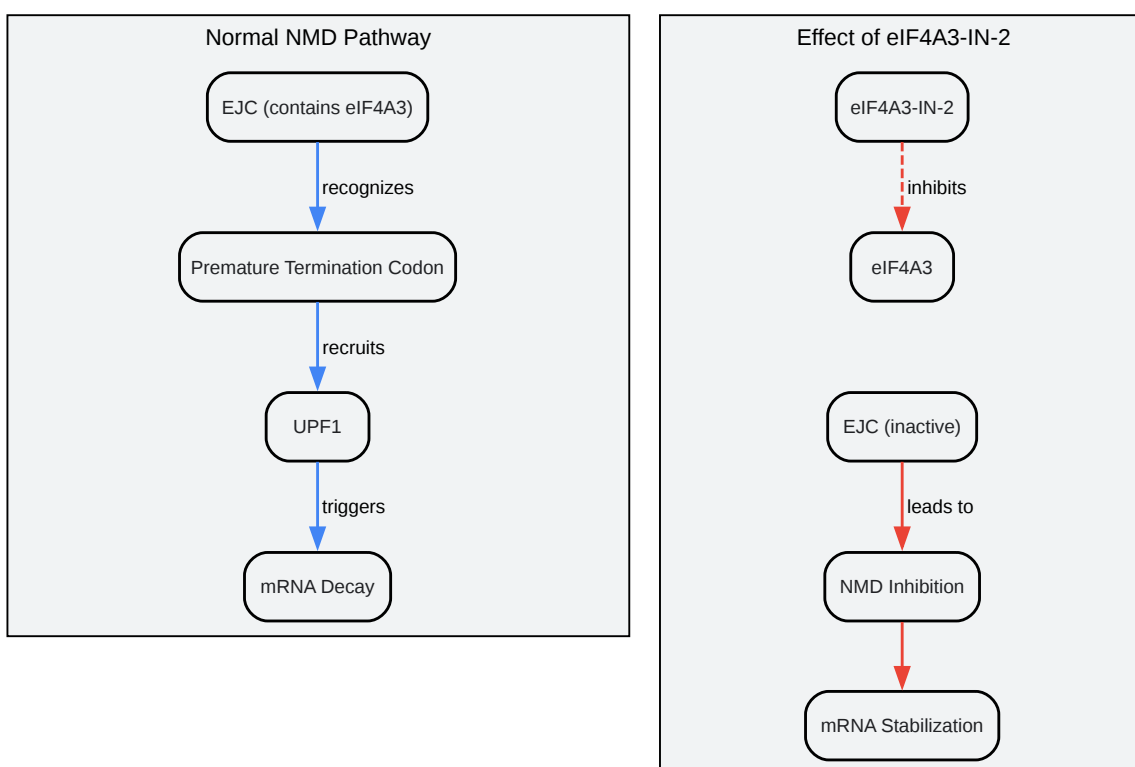 Normal NMD Pathway
EJC (contains eIF4A3)
recognizes
Premature Termination Codon
recruits
UPF1
triggers
mRNA Decay
Effect of eIF4A3-IN-2
eIF4A3-IN-2
inhibits
eIF4A3
EJC (inactive)
leads to
NMD Inhibition
mRNA Stabilization